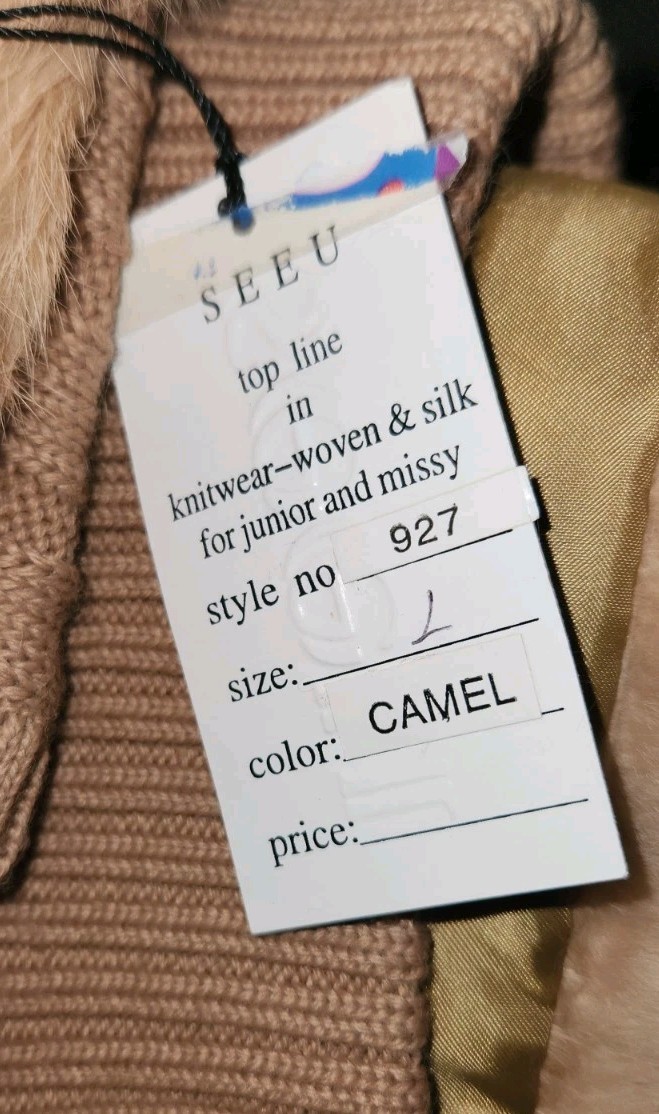 SEEU
top line
in
knitwear–woven & silk
for junior and missy
style no 927
size: L
color: CAMEL
price: